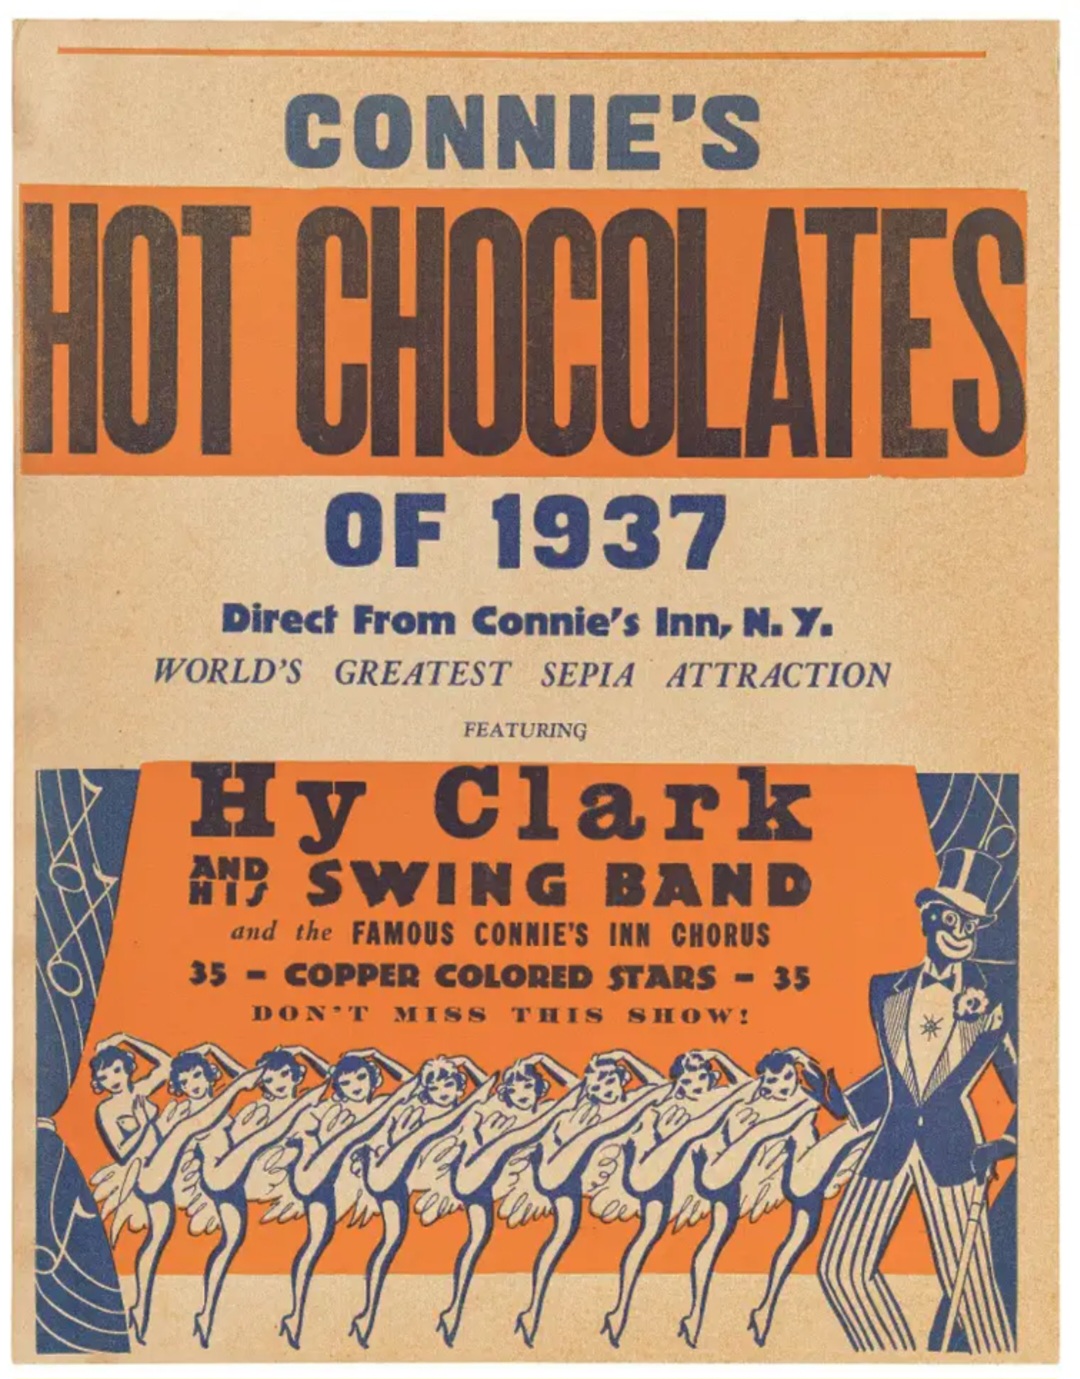 CONNIE'S
HOT CHOCOLATES
OF 1937
Direct From Connie's Inn, N. Y.
WORLD'S GREATEST SEPIA ATTRACTION
FEATURING
Hy Clark
AND HIS SWING BAND
and the FAMOUS CONNIE'S INN CHORUS
35 - COPPER COLORED STARS - 35
DON'T MISS THIS SHOW!